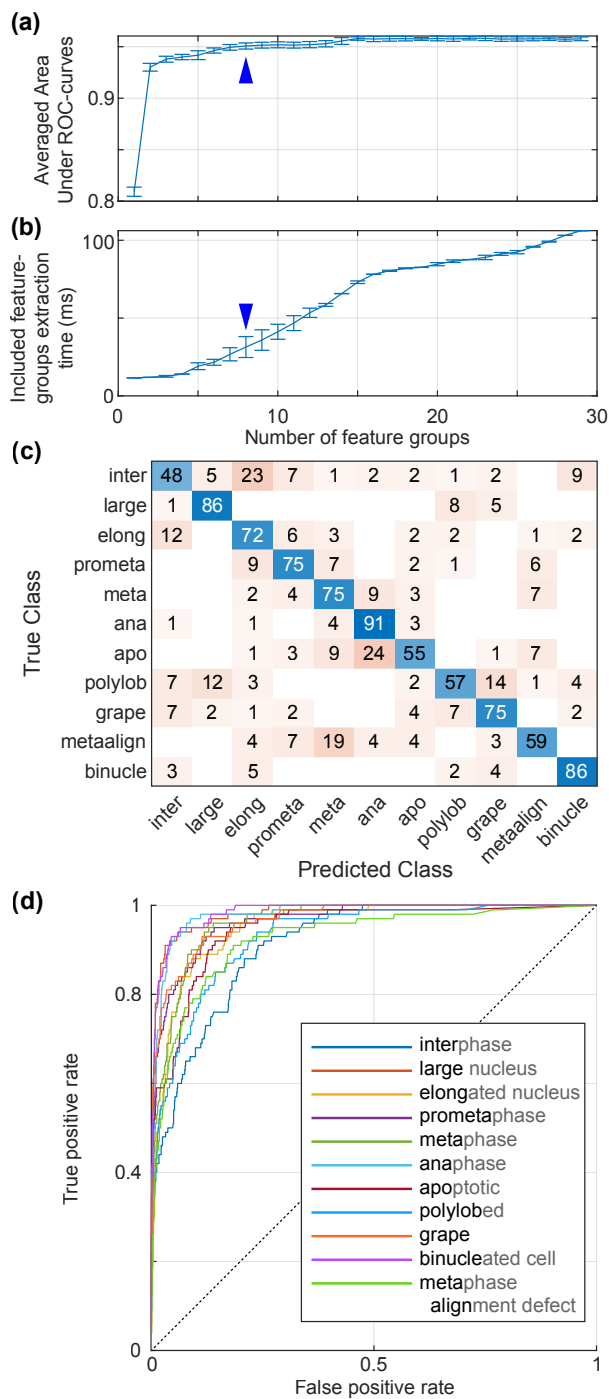 (a)
Averaged Area
Under ROC-curves
0.9
0.8
(b)
Included feature-
groups extraction
time (ms)
100
50
0
0 10 20 30
Number of feature groups
(c)
True Class
inter 48 5 23 7 1 2 2 1 2 9
large 1 86 8 5
elong 12 72 6 3 2 2 1 2
prometa 9 75 7 2 1 6
meta 2 4 75 9 3 7
ana 1 1 4 91 3
apo 1 3 9 24 55 1 7
polylob 7 12 3 2 57 14 1 4
grape 7 2 1 2 4 7 75 2
metaalign 4 7 19 4 4 3 59
binucle 3 5 2 4 86
inter large elong prometa meta ana apo polylob grape metaalign binucle
Predicted Class
(d)
True positive rate
1
0.8
0.4
0
interphase
large nucleus
elongated nucleus
prometaphase
metaphase
anaphase
apoptotic
polylobed
grape
binucleated cell
metaphase
alignment defect
0 0.5 1
False positive rate